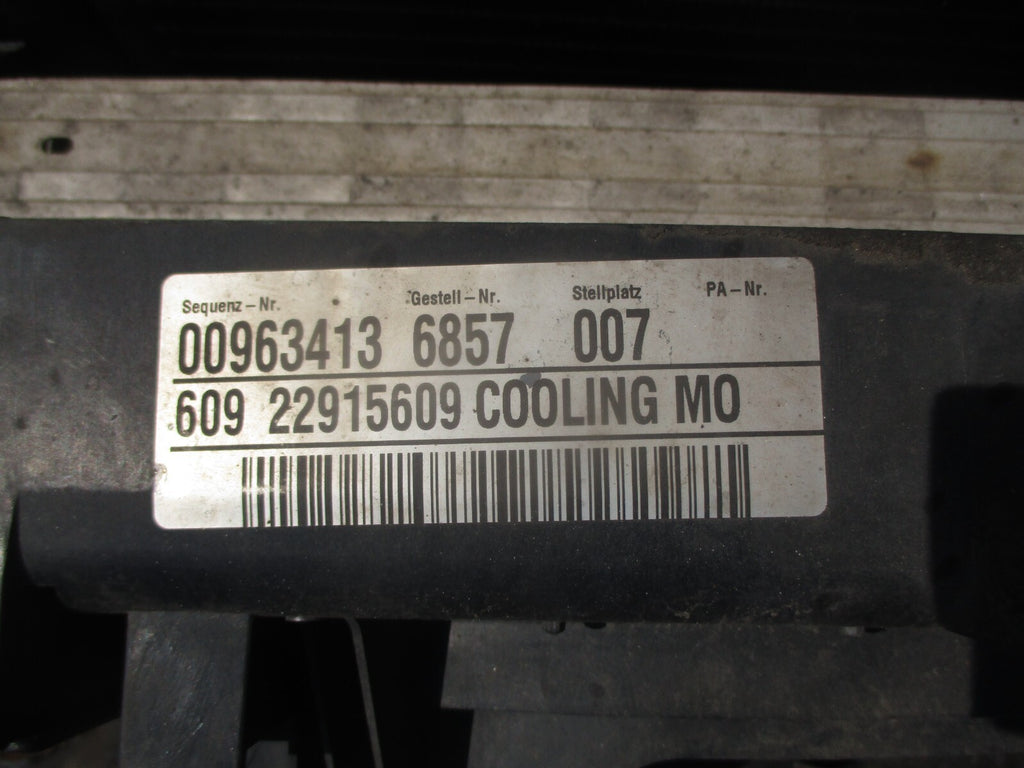 Sequenz-Nr. Gestell-Nr. Stellplatz PA-Nr.
00963413 6857 007
609 22915609 COOLING MO